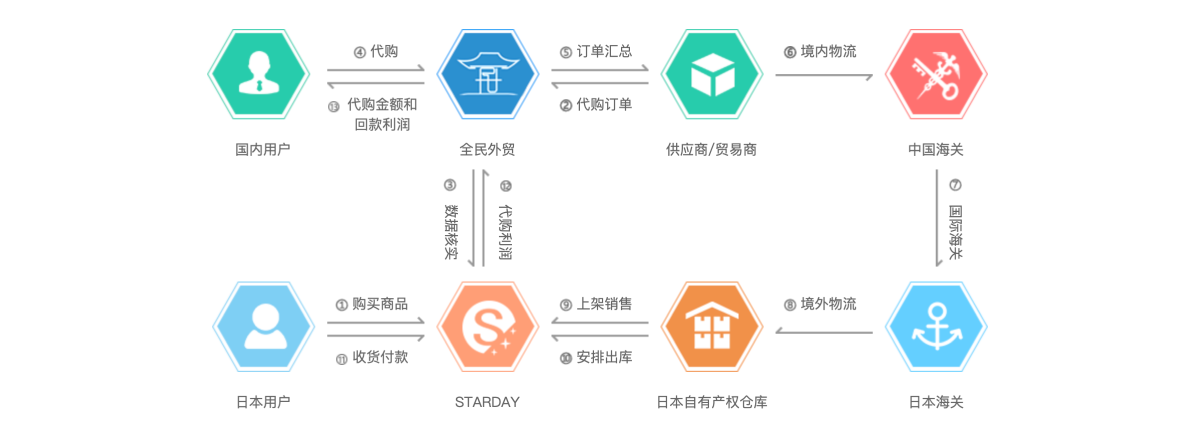 ④ 代购
⑤ 订单汇总
⑥ 境内物流
⑬ 代购金额和
回款利润
② 代购订单
国内用户
全民外贸
供应商/贸易商
中国海关
③ 数据核实
⑫ 代购利润
⑦ 国际海关
① 购买商品
⑨ 上架销售
⑧ 境外物流
S
⑪ 收货付款
⑩ 安排出库
日本用户
STARDAY
日本自有产权仓库
日本海关